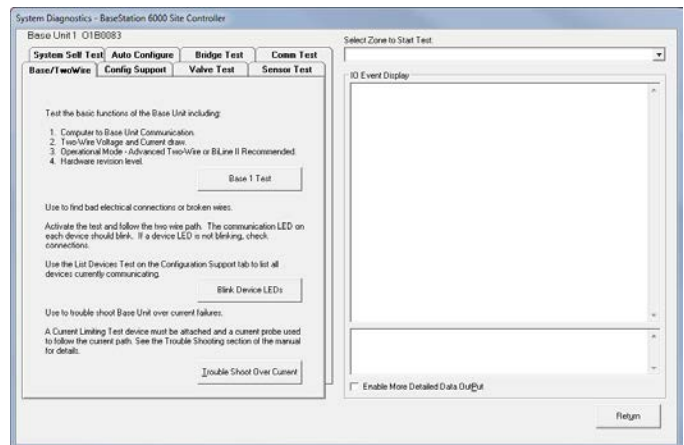 System Diagnostics - BaseStation 6000 Site Controller
Base Unit 1 01B0083
System Self Test
Auto Configure
Bridge Test
Comm Test
Base/TwoWire
Config Support
Valve Test
Sensor Test
Test the basic functions of the Base Unit including:
1. Computer to Base Unit Communication.
2. Two-Wire Voltage and Current draw.
3. Operational Mode - Advanced Two-Wire or BiLine II Recommended.
4. Hardware revision level.
Base 1 Test
Use to find bad electrical connections or broken wires.
Activate the test and follow the two wire path. The communication LED on
each device should blink. If a device LED is not blinking, check
connections.
Use the List Devices Test on the Configuration Support tab to list all
devices currently communicating.
Blink Device LEDs
Use to trouble shoot Base Unit over current failures.
A Current Limiting Test device must be attached and a current probe used
to follow the current path. See the Trouble Shooting section of the manual
for details.
Trouble Shoot Over Current
Select Zone to Start Test
IO Event Display
Enable More Detailed Data OutPut
Return